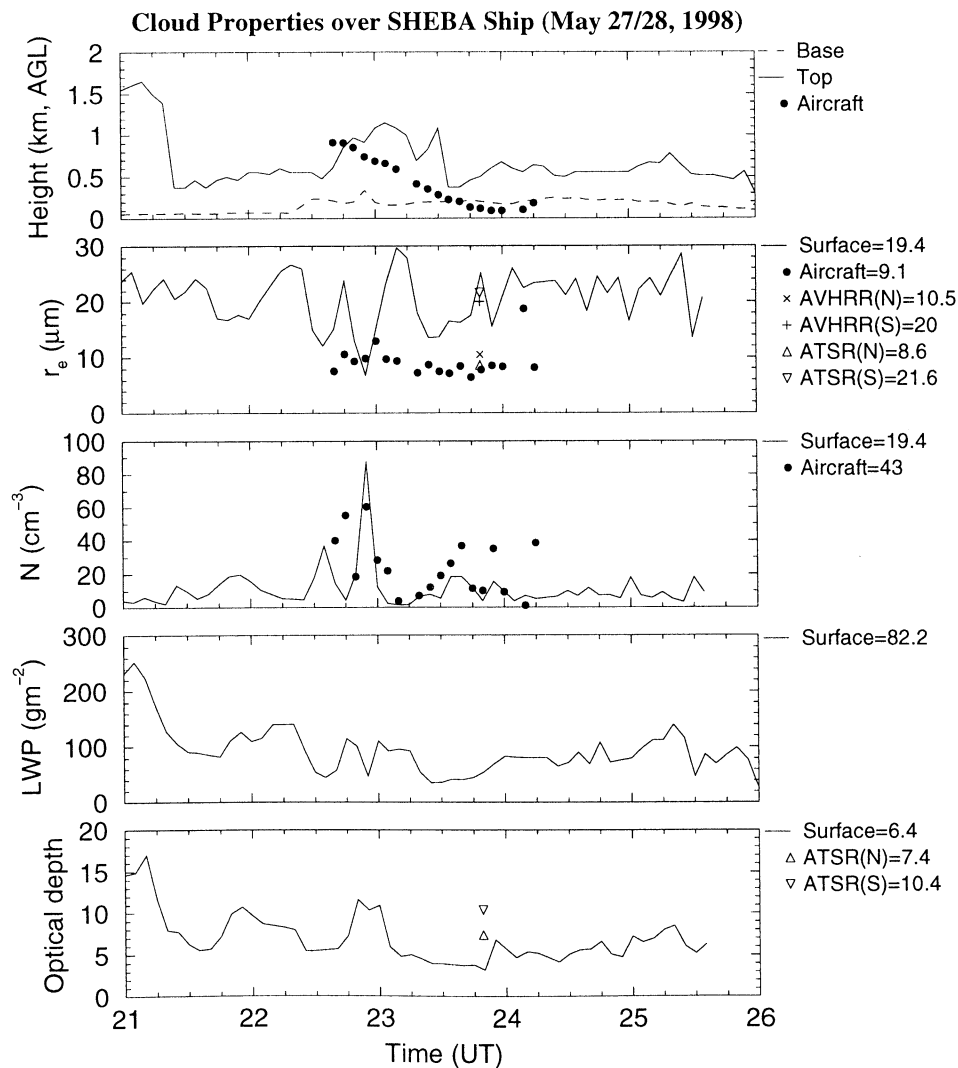 Cloud Properties over SHEBA Ship (May 27/28, 1998)
Height (km, AGL)
2
1.5
1
0.5
0
Base
Top
Aircraft
r_e (μm)
30
20
10
0
Surface=19.4
Aircraft=9.1
AVHRR(N)=10.5
AVHRR(S)=20
ATSR(N)=8.6
ATSR(S)=21.6
N (cm⁻³)
100
80
60
40
20
0
Surface=19.4
Aircraft=43
LWP (gm⁻²)
300
200
100
0
Surface=82.2
Optical depth
20
15
10
5
0
Surface=6.4
ATSR(N)=7.4
ATSR(S)=10.4
21 22 23 24 25 26
Time (UT)